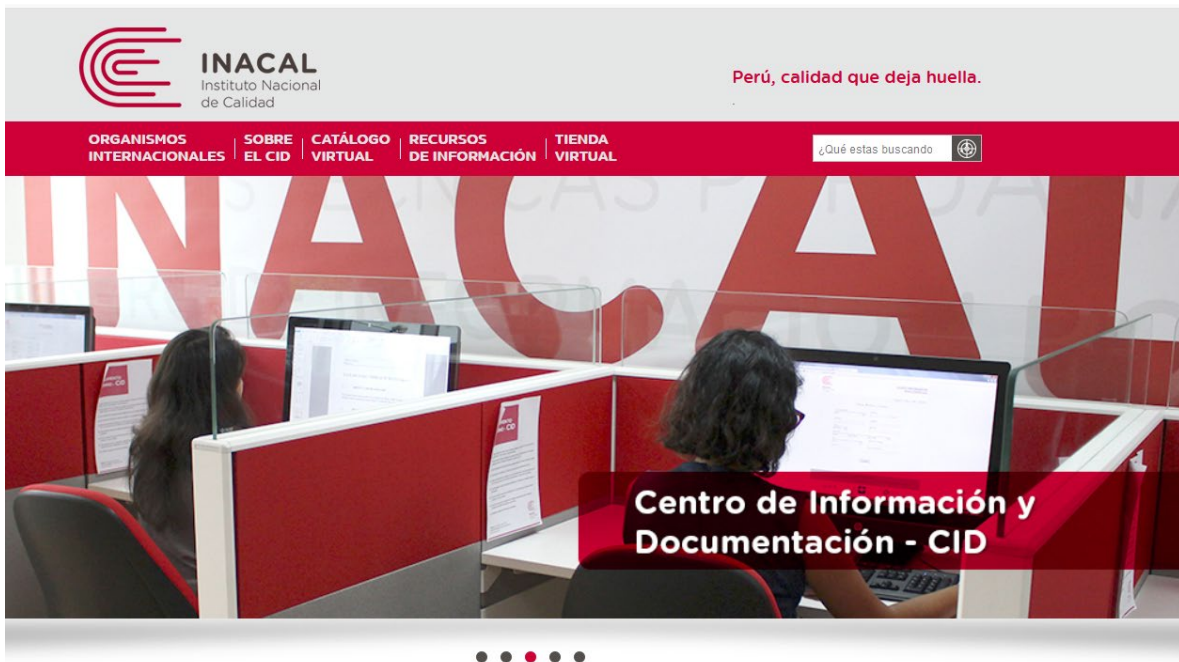 INACAL
Instituto Nacional
de Calidad
Perú, calidad que deja huella.
ORGANISMOS
INTERNACIONALES
SOBRE
EL CID
CATÁLOGO
VIRTUAL
RECURSOS
DE INFORMACIÓN
TIENDA
VIRTUAL
¿Qué estas buscando
INACAL
Centro de Información y
Documentación - CID